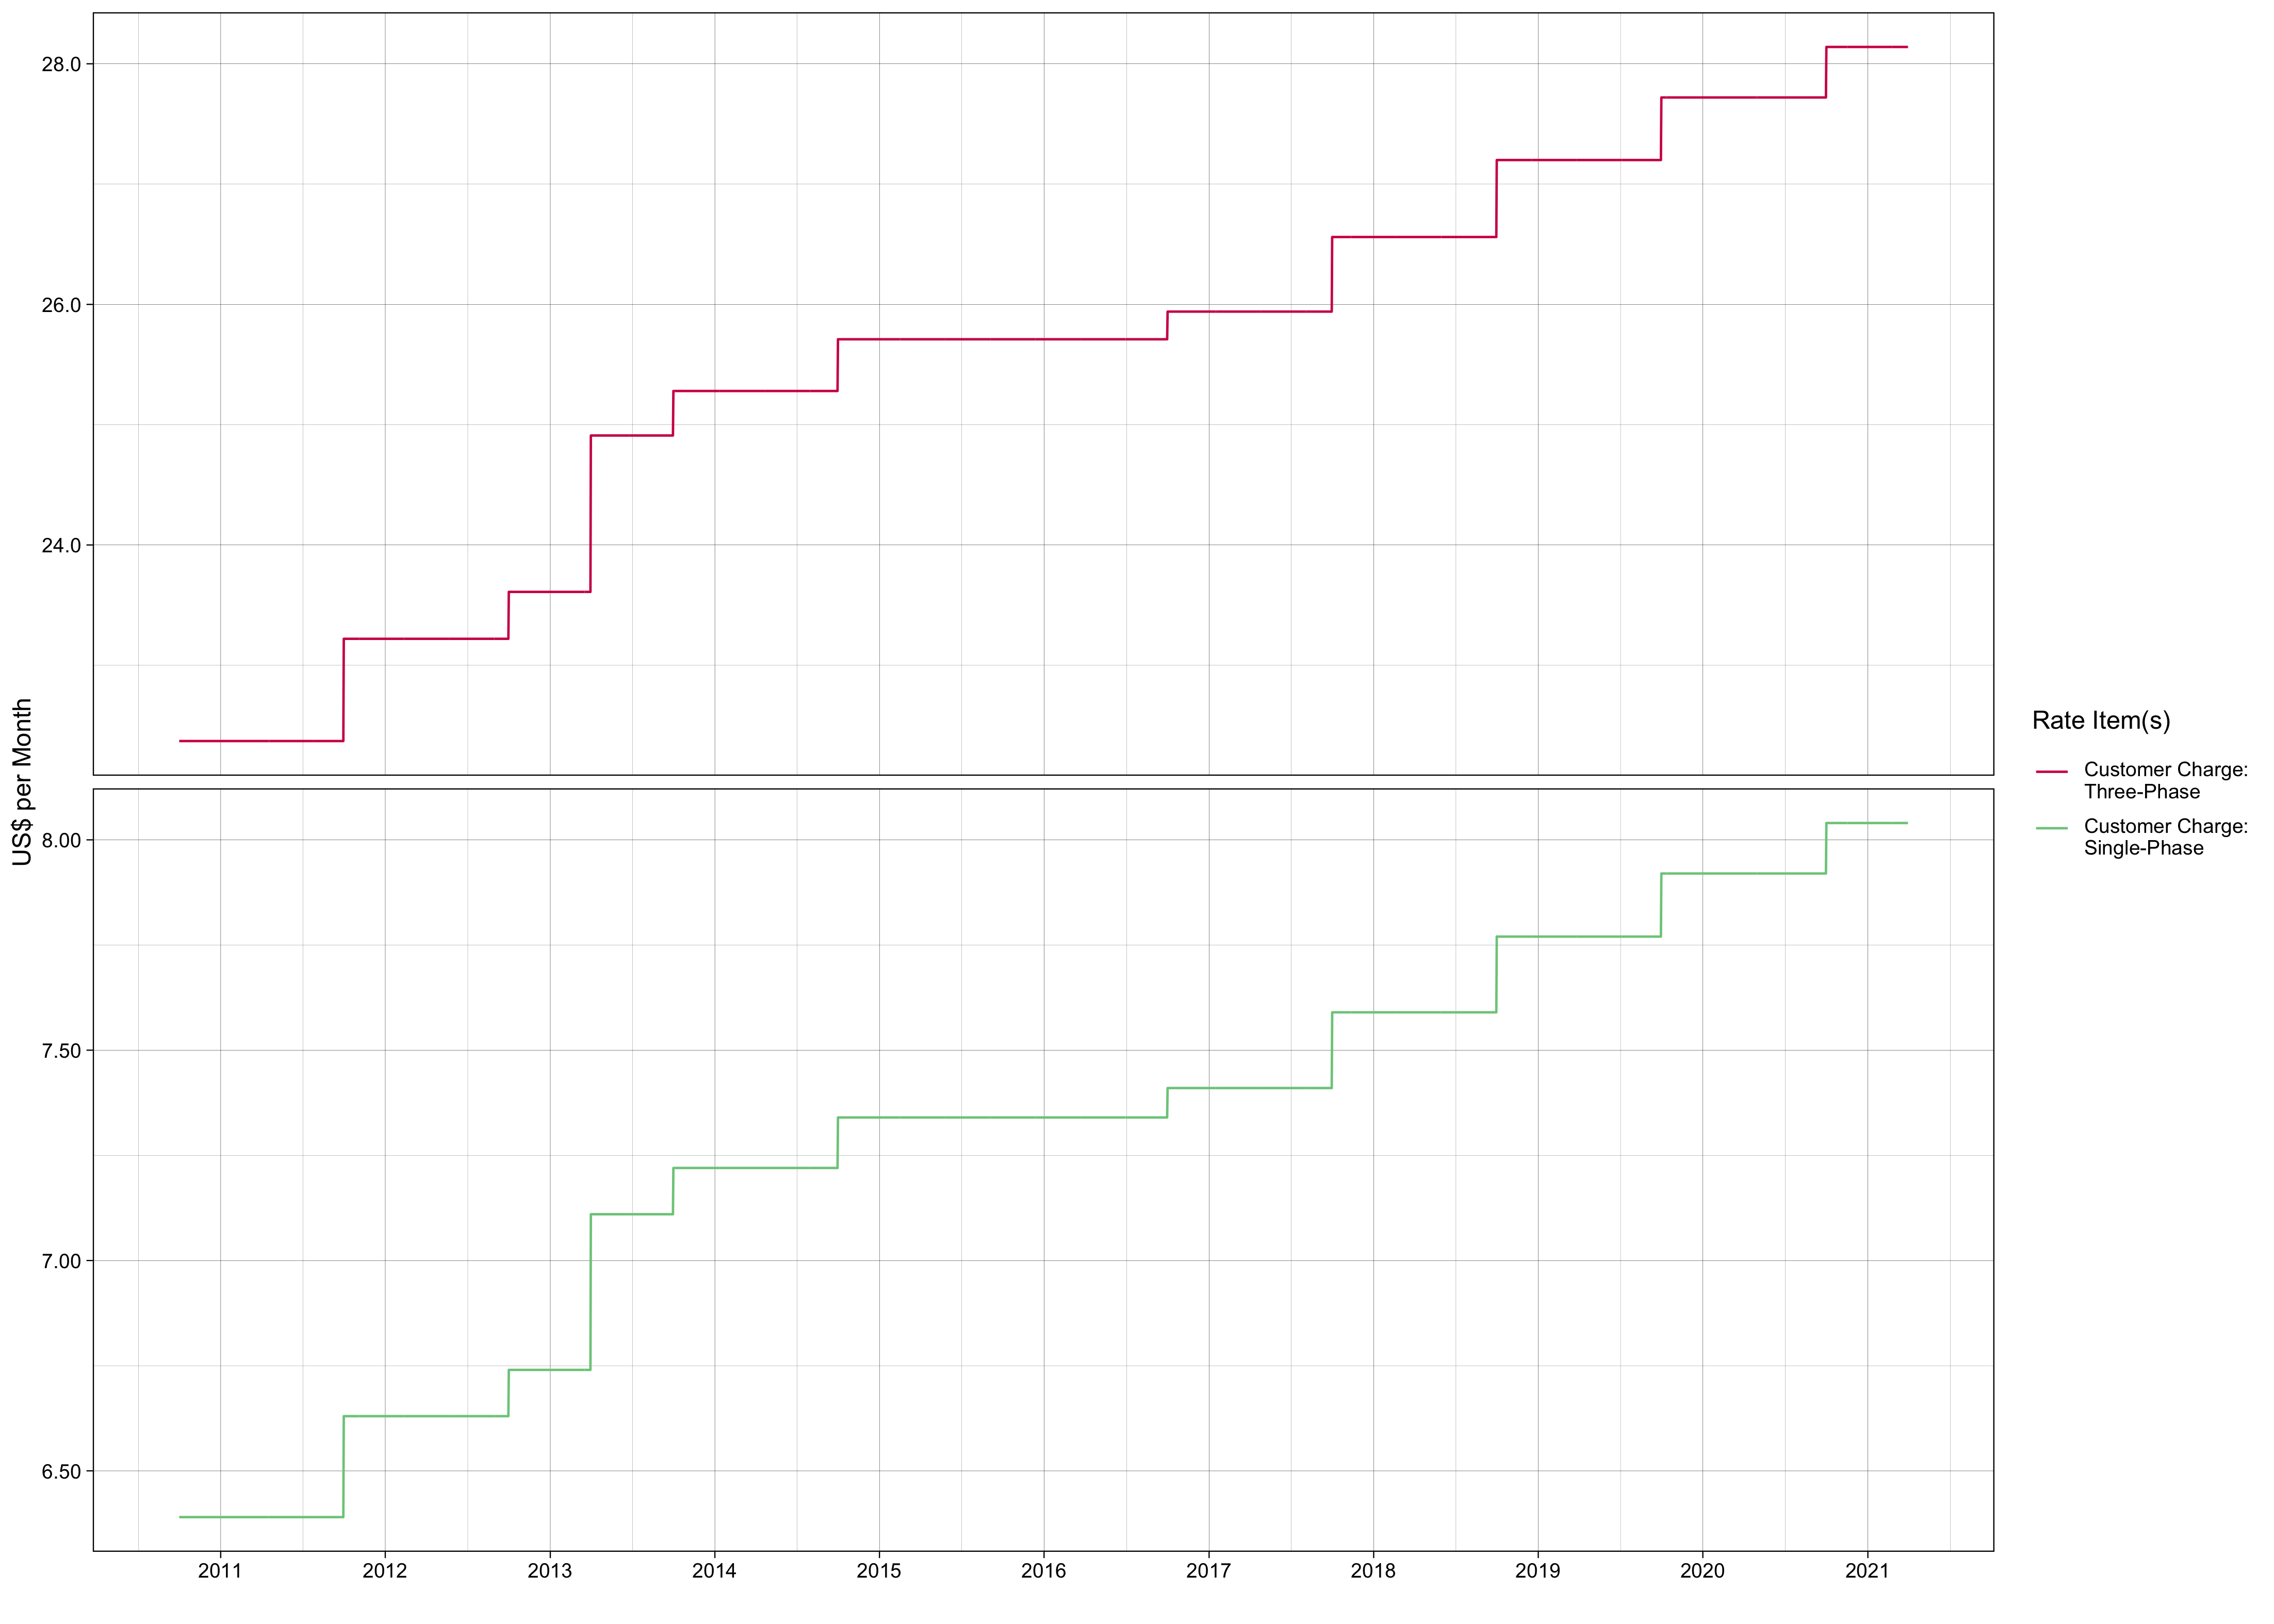 28.0
26.0
24.0
US$ per Month
8.00
7.50
7.00
6.50
2011 2012 2013 2014 2015 2016 2017 2018 2019 2020 2021
Rate Item(s)
Customer Charge:
Three-Phase
Customer Charge:
Single-Phase